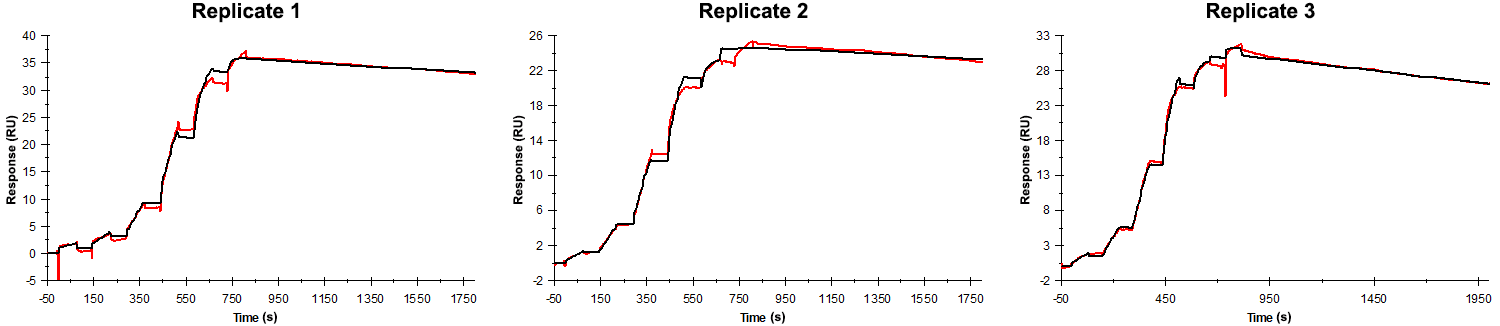 Replicate 1
Replicate 2
Replicate 3
Response (RU)
40
35
30
25
20
15
10
5
0
-5
-50 150 350 550 750 950 1150 1350 1550 1750
Time (s)
Response (RU)
26
22
18
14
10
6
2
-2
-50 150 350 550 750 950 1150 1350 1550 1750
Time (s)
Response (RU)
33
28
23
18
13
8
3
-2
-50 450 950 1450 1950
Time (s)